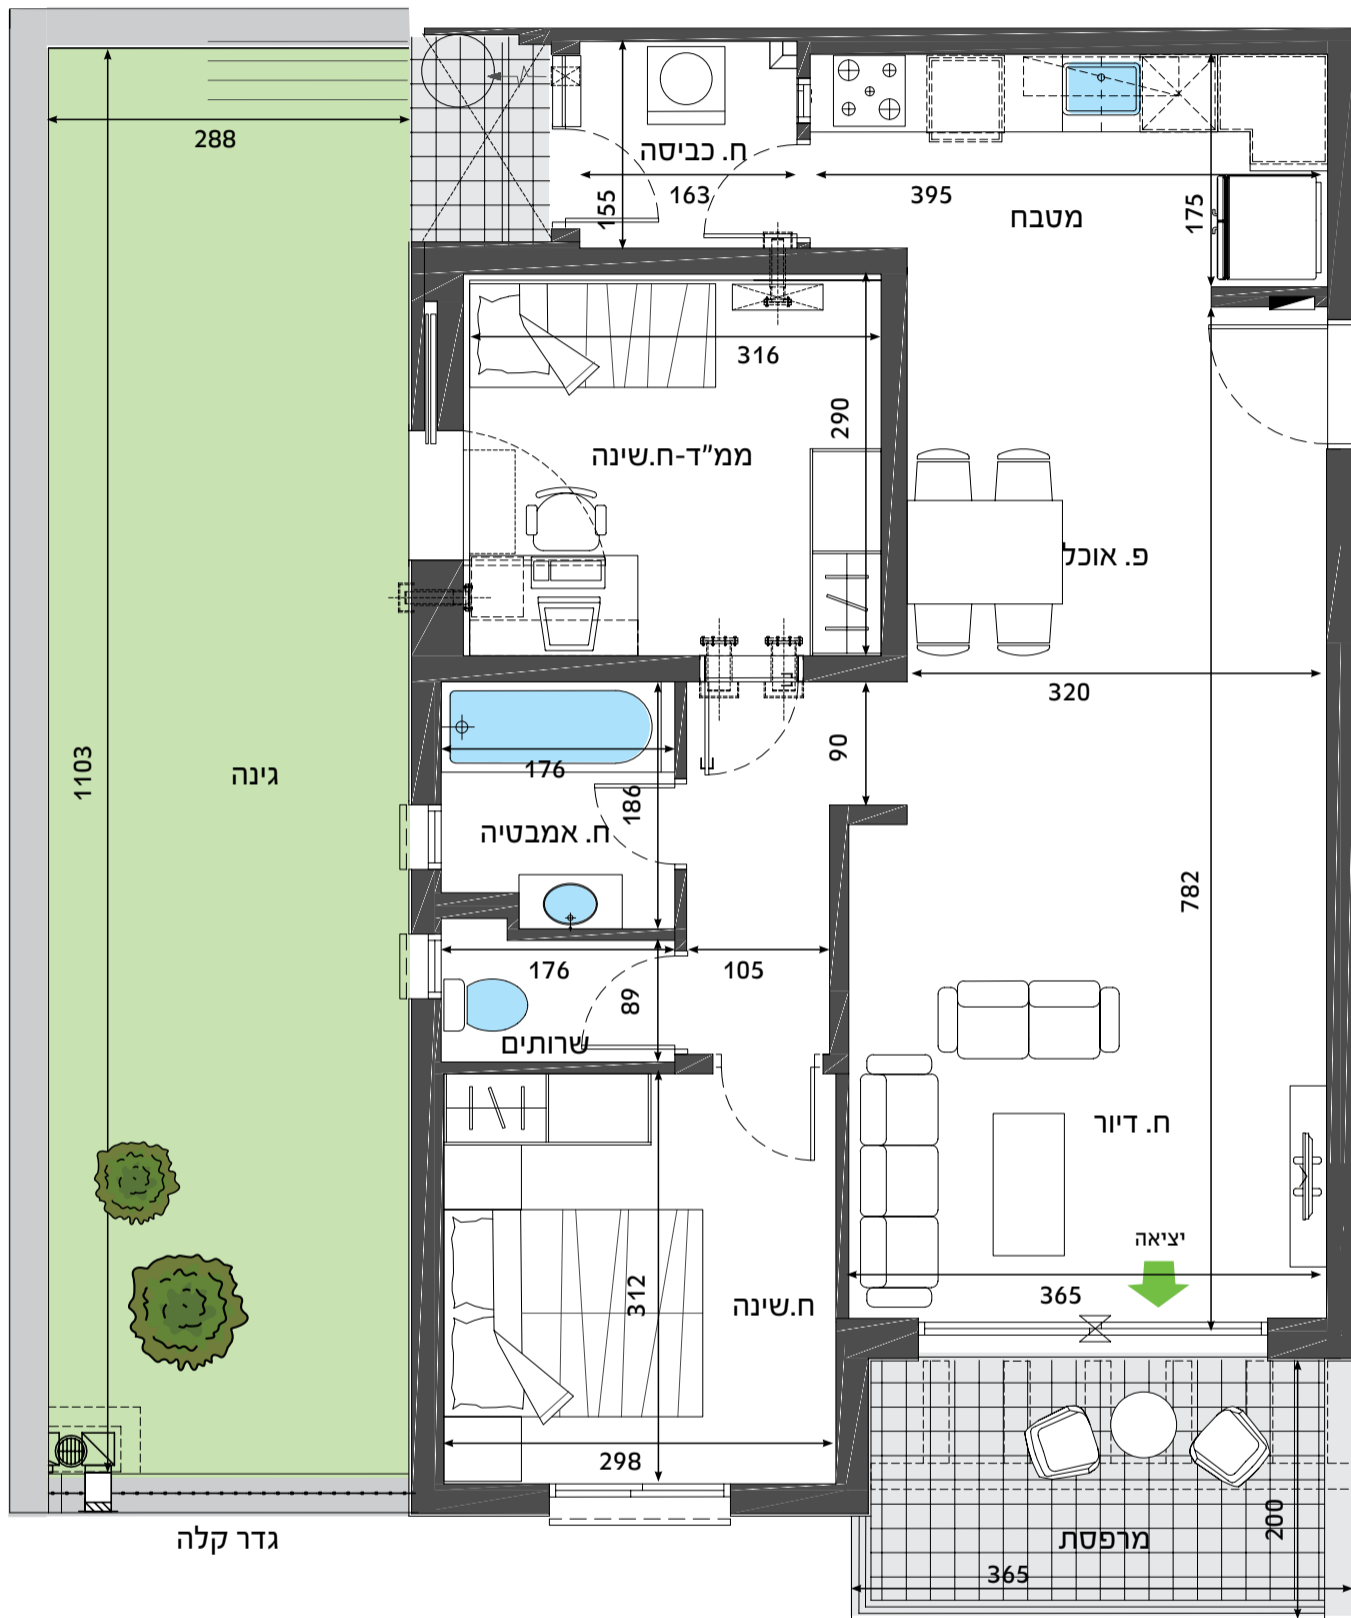 288
ח. כביסה
163
155
395
מטבח
175
316
290
ממ"ד-ח.שינה
פ. אוכל
320
90
1103
גינה
176
186
ח. אמבטיה
782
176
105
89
שרותים
ח. דיור
יציאה
365
312
ח.שינה
298
גדר קלה
מרפסת
200
365